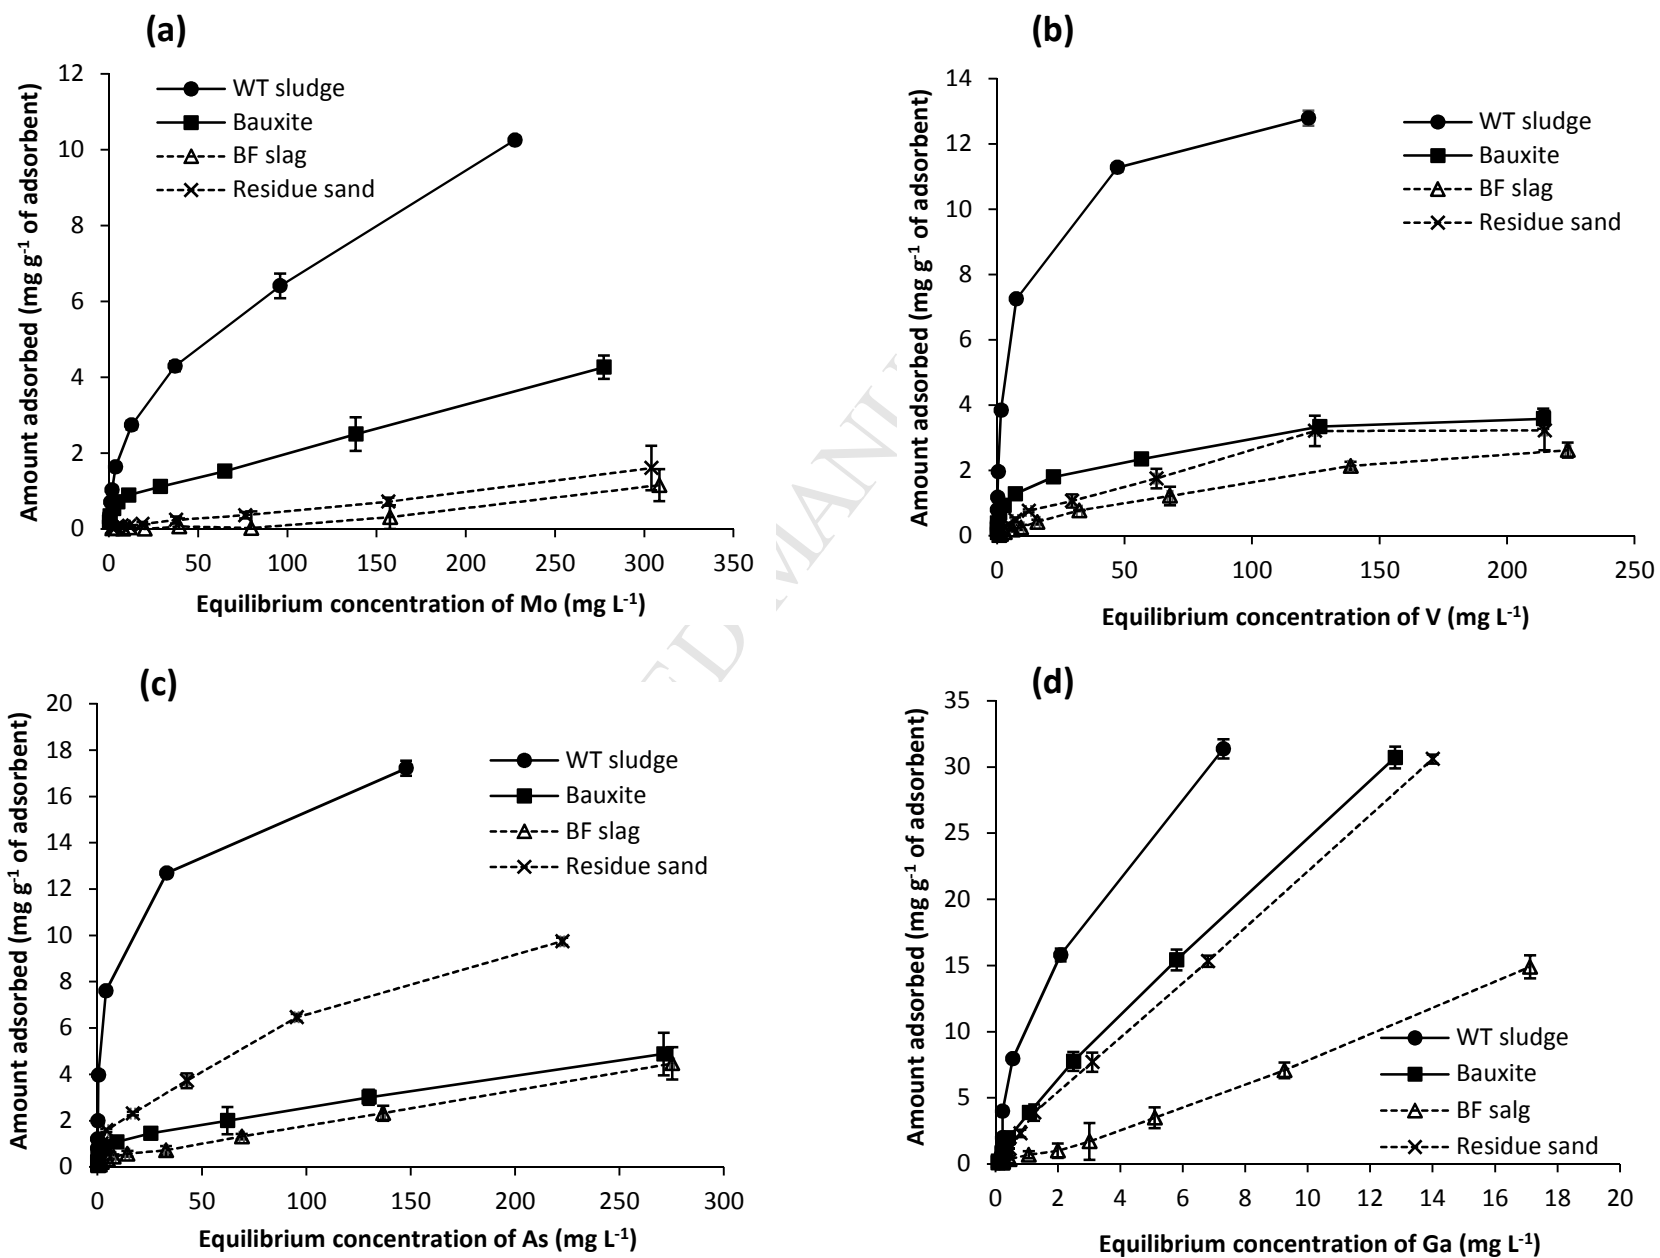 (a)
Amount adsorbed (mg g⁻¹ of adsorbent)
12
10
8
6
4
2
0
WT sludge
Bauxite
BF slag
Residue sand
0 50 100 150 200 250 300 350
Equilibrium concentration of Mo (mg L⁻¹)
(b)
Amount adsorbed (mg g⁻¹ of adsorbent)
14
12
10
8
6
4
2
0
WT sludge
Bauxite
BF slag
Residue sand
0 50 100 150 200 250
Equilibrium concentration of V (mg L⁻¹)
(c)
Amount adsorbed (mg g⁻¹ of adsorbent)
20
18
16
14
12
10
8
6
4
2
0
WT sludge
Bauxite
BF slag
Residue sand
0 50 100 150 200 250 300
Equilibrium concentration of As (mg L⁻¹)
(d)
Amount adsorbed (mg g⁻¹ of adsorbent)
35
30
25
20
15
10
5
0
WT sludge
Bauxite
BF salg
Residue sand
0 2 4 6 8 10 12 14 16 18 20
Equilibrium concentration of Ga (mg L⁻¹)